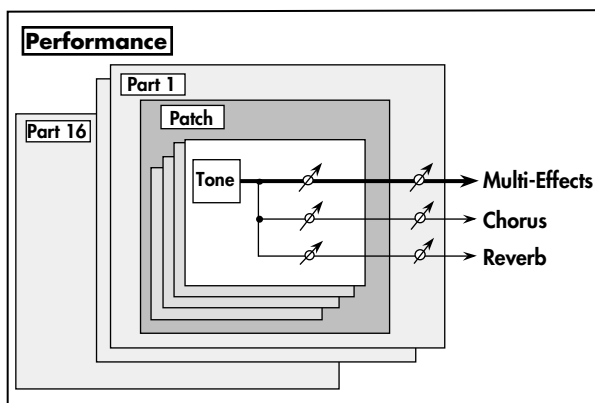 Performance
Part 1
Patch
Part 16
Tone
Multi-Effects
Chorus
Reverb